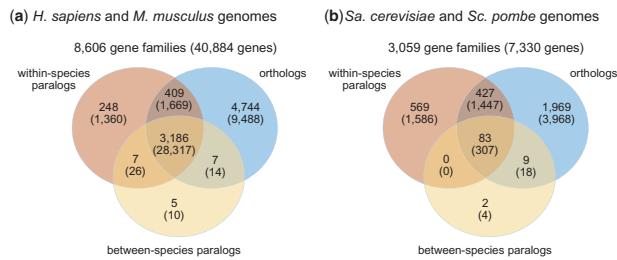 (a) H. sapiens and M. musculus genomes
8,606 gene families (40,884 genes)
within-species
paralogs
orthologs
409
(1,669)
248
(1,360)
4,744
(9,488)
3,186
(28,317)
7
(26)
7
(14)
5
(10)
between-species paralogs
(b)Sa. cerevisiae and Sc. pombe genomes
3,059 gene families (7,330 genes)
within-species
paralogs
orthologs
427
(1,447)
569
(1,586)
1,969
(3,968)
83
(307)
0
(0)
9
(18)
2
(4)
between-species paralogs